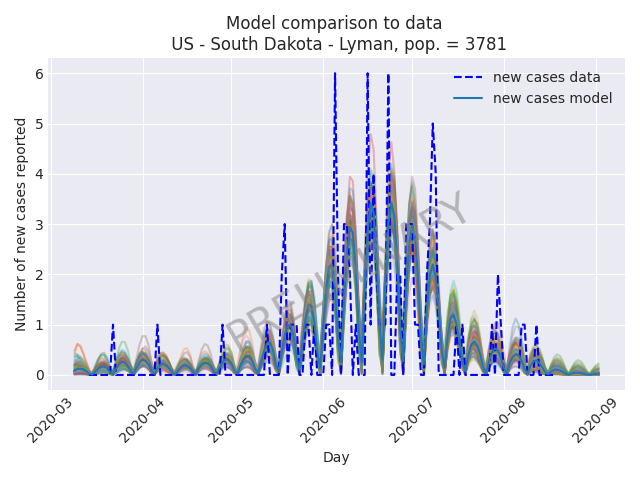 Model comparison to data
US - South Dakota - Lyman, pop. = 3781
new cases data
new cases model
PRELIMINARY
Number of new cases reported
6
5
4
3
2
1
0
2020-03
2020-04
2020-05
2020-06
2020-07
2020-08
2020-09
Day